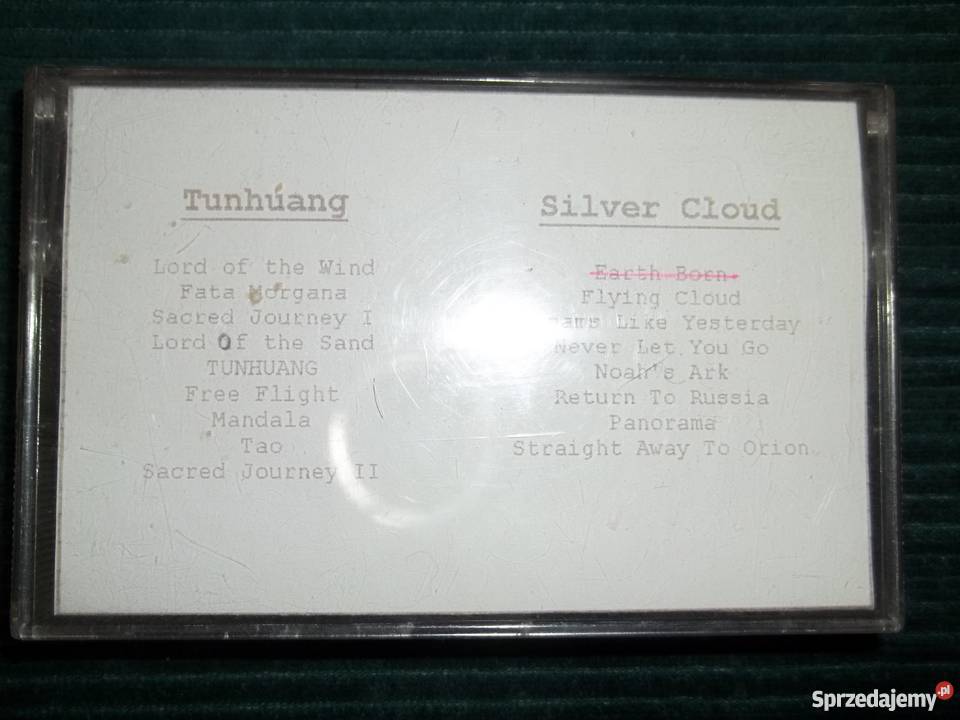 Tunhuang
Lord of the Wind
Fata Morgana
Sacred Journey I
Lord Of the Sand
TUNHUANG
Free Flight
Mandala
Tao
Sacred Journey II
Silver Cloud
Earth Born
Flying Cloud
Like Yesterday
Never Let You Go
Noah's Ark
Return To Russia
Panorama
Straight Away To Orion
Sprzedajemy.pl